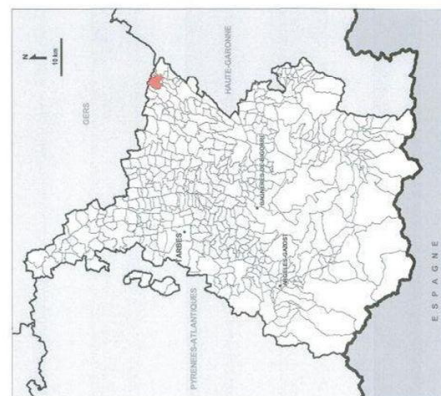 N
10 km
GERS
HAUTE-GARONNE
TARBES
BAGNERES-DE-BIGORRE
ARGELES-GAZOST
PYRENEES-ATLANTIQUES
ESPAGNE